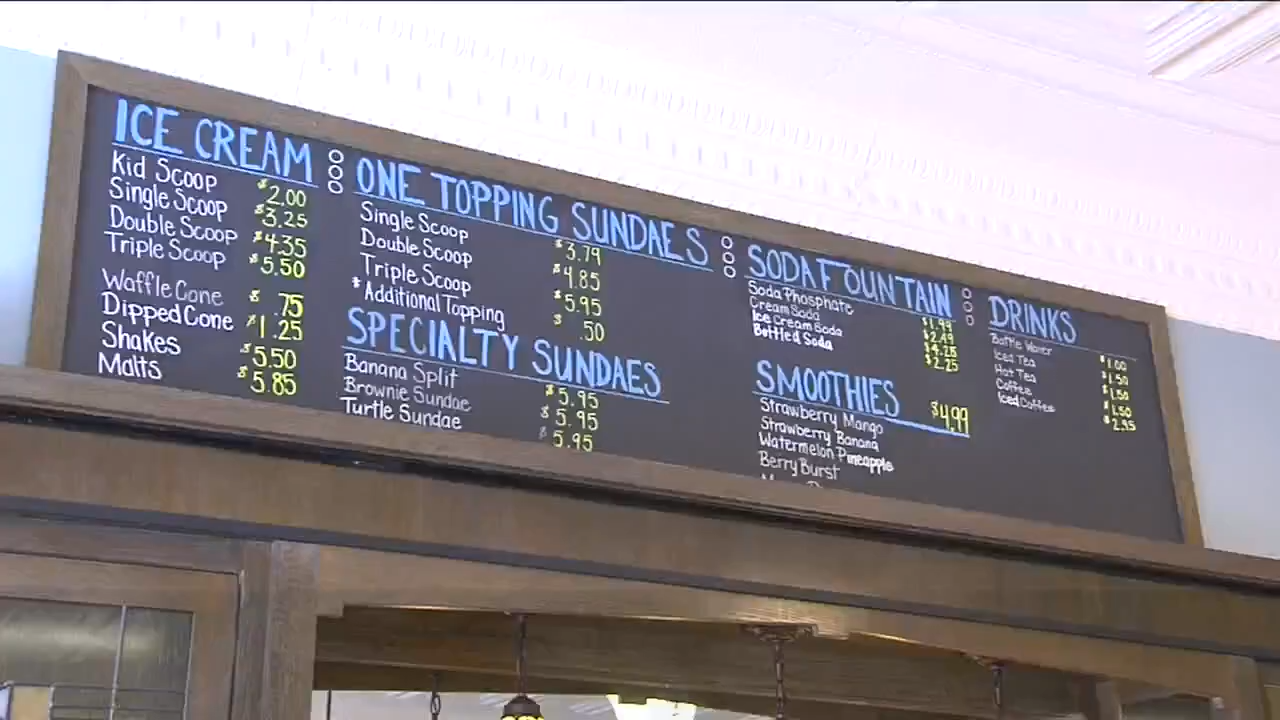 ICE CREAM
Kid Scoop $2.00
Single Scoop $3.25
Double Scoop $4.35
Triple Scoop $5.50
Waffle Cone $ .75
Dipped Cone $1.25
Shakes $5.50
Malts $5.85
ONE TOPPING SUNDAES
Single Scoop $3.79
Double Scoop $4.85
Triple Scoop $5.95
*Additional Topping $ .50
SPECIALTY SUNDAES
Banana Split $5.95
Brownie Sundae $5.95
Turtle Sundae $5.95
SODA FOUNTAIN
Soda Phosphate $1.99
Cream Soda $2.49
Ice Cream Soda $4.25
Bottled Soda $2.25
SMOOTHIES $4.99
Strawberry Mango
Strawberry Banana
Watermelon Pineapple
Berry Burst
DRINKS
Bottle Water $1.00
Iced Tea $1.50
Hot Tea $1.50
Coffee $1.50
Iced Coffee $2.95